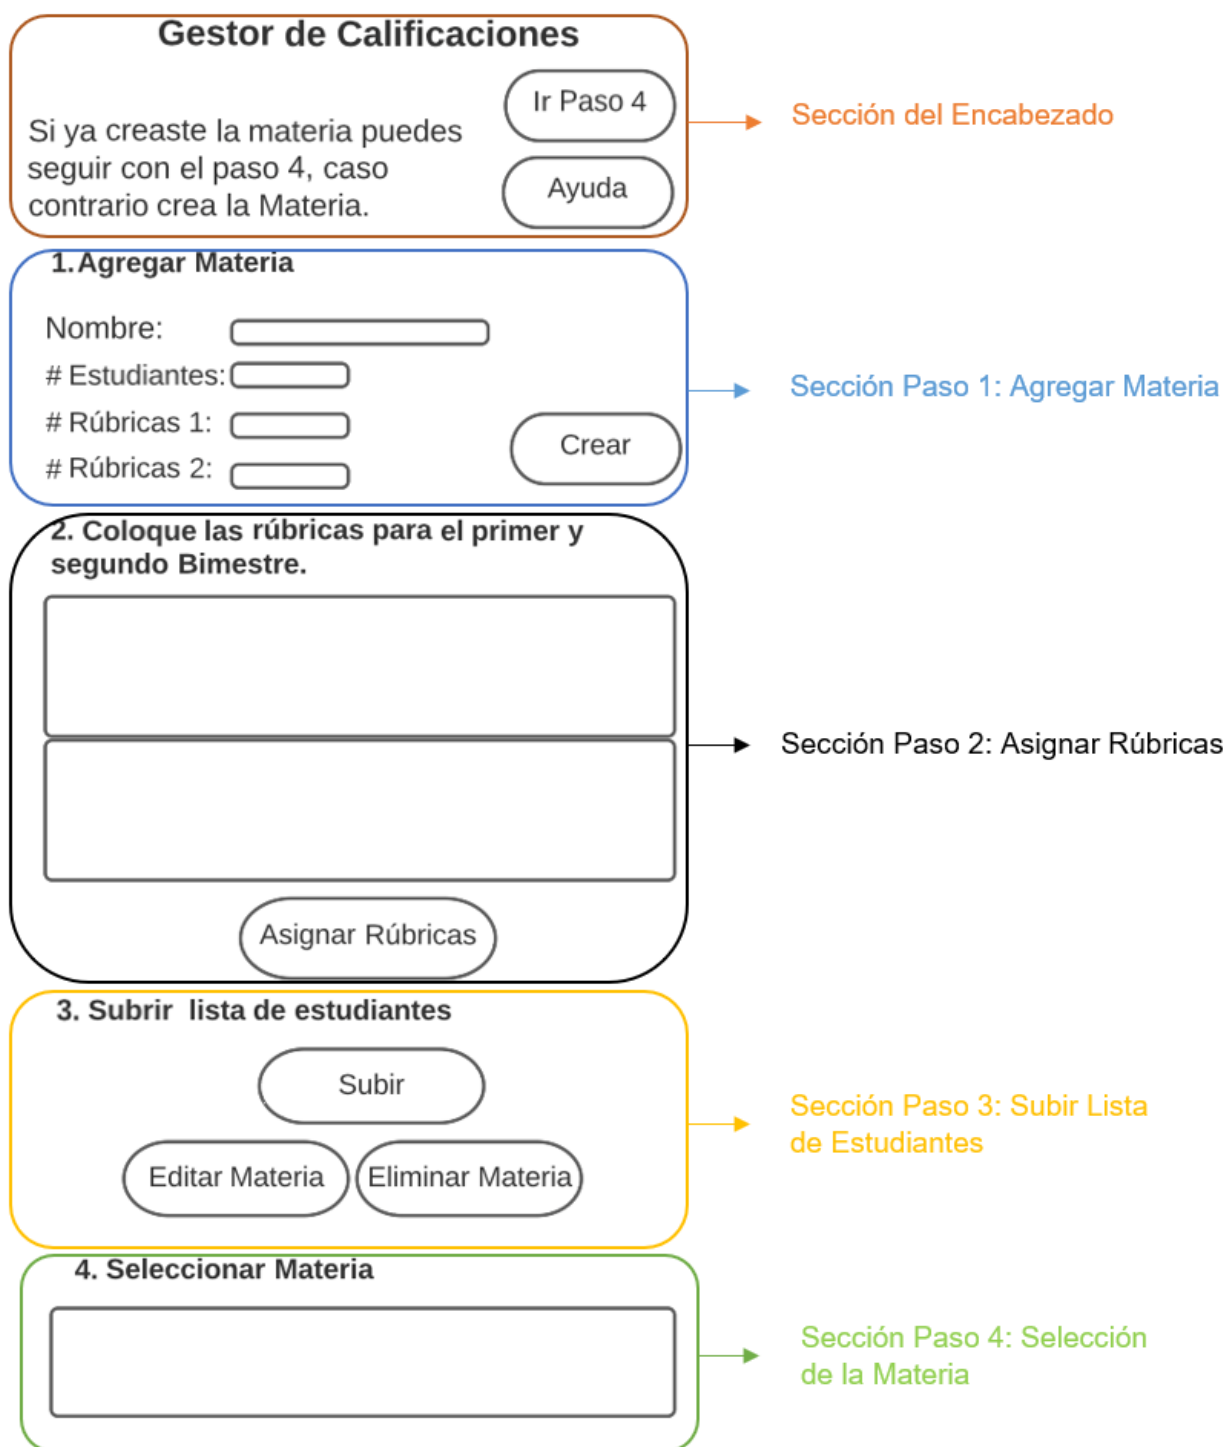 Gestor de Calificaciones
Ir Paso 4
Si ya creaste la materia puedes
seguir con el paso 4, caso
contrario crea la Materia.
Ayuda
Sección del Encabezado
1. Agregar Materia
Nombre:
# Estudiantes:
# Rúbricas 1:
# Rúbricas 2:
Crear
Sección Paso 1: Agregar Materia
2. Coloque las rúbricas para el primer y
segundo Bimestre.
Asignar Rúbricas
Sección Paso 2: Asignar Rúbricas
3. Subrir lista de estudiantes
Subir
Editar Materia
Eliminar Materia
Sección Paso 3: Subir Lista
de Estudiantes
4. Seleccionar Materia
Sección Paso 4: Selección
de la Materia